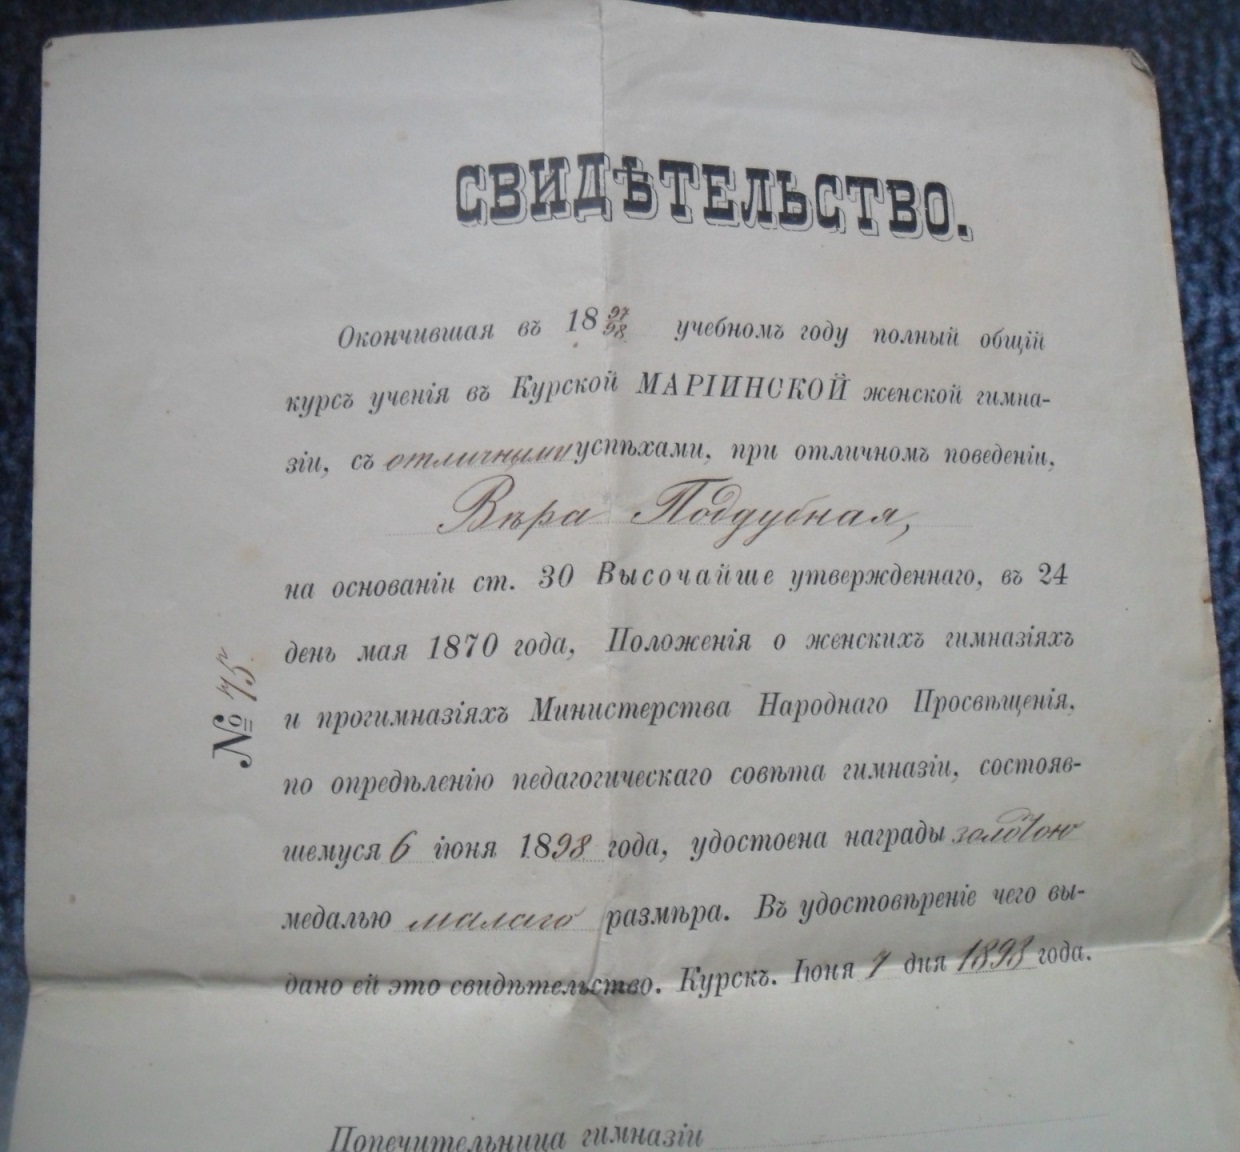 СВИДѢТЕЛЬСТВО.
Окончившая въ 18 97/98 учебномъ году полный общій
курсъ ученія въ Курской МАРІИНСКОЙ женской гимна-
зіи, съ отличными успѣхами, при отличномъ поведеніи,
Вѣра Поддубная,
на основаніи ст. 30 Высочайше утвержденнаго, въ 24
день мая 1870 года, Положенія о женскихъ гимназіяхъ
и прогимназіяхъ Министерства Народнаго Просвѣщенія,
по опредѣленію педагогическаго совѣта гимназіи, состояв-
шемуся 6 іюня 1898 года, удостоена награды золотою
медалью малаго размѣра. Въ удостовѣреніе чего вы-
дано ей это свидѣтельство. Курскъ. Іюня 7 дня 1898 года.
№ 75
Попечительница гимназіи